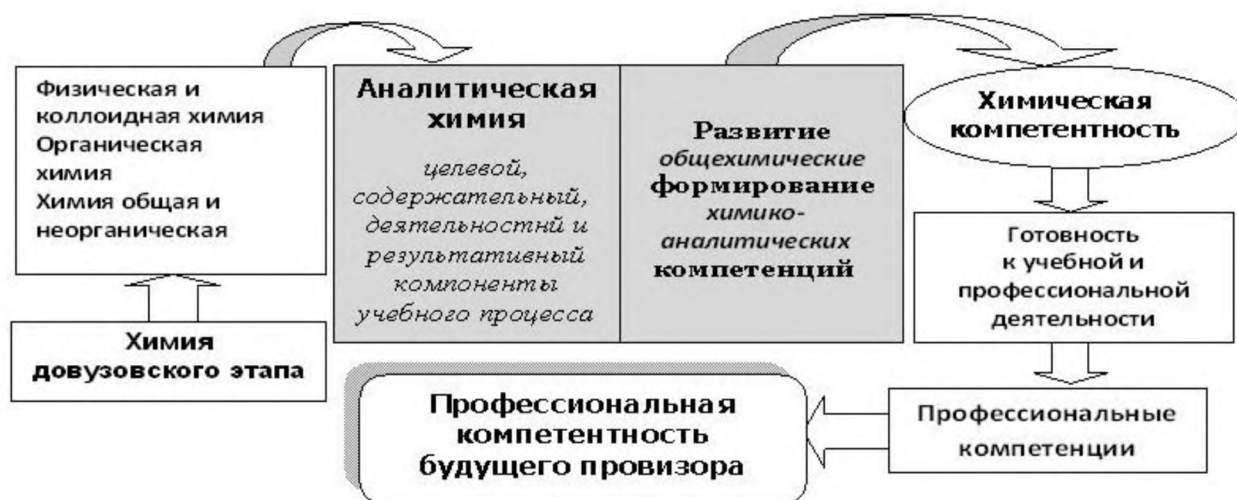 Физическая и
коллоидная химия
Органическая
химия
Химия общая и
неорганическая
Химия
довузовского этапа
Аналитическая
химия
целевой,
содержательный,
деятельностнй и
результативный
компоненты
учебного процесса
Развитие
общехимические
формирование
химико-
аналитических
компетенций
Химическая
компетентность
Готовность
к учебной и
профессиональной
деятельности
Профессиональные
компетенции
Профессиональная
компетентность
будущего провизора